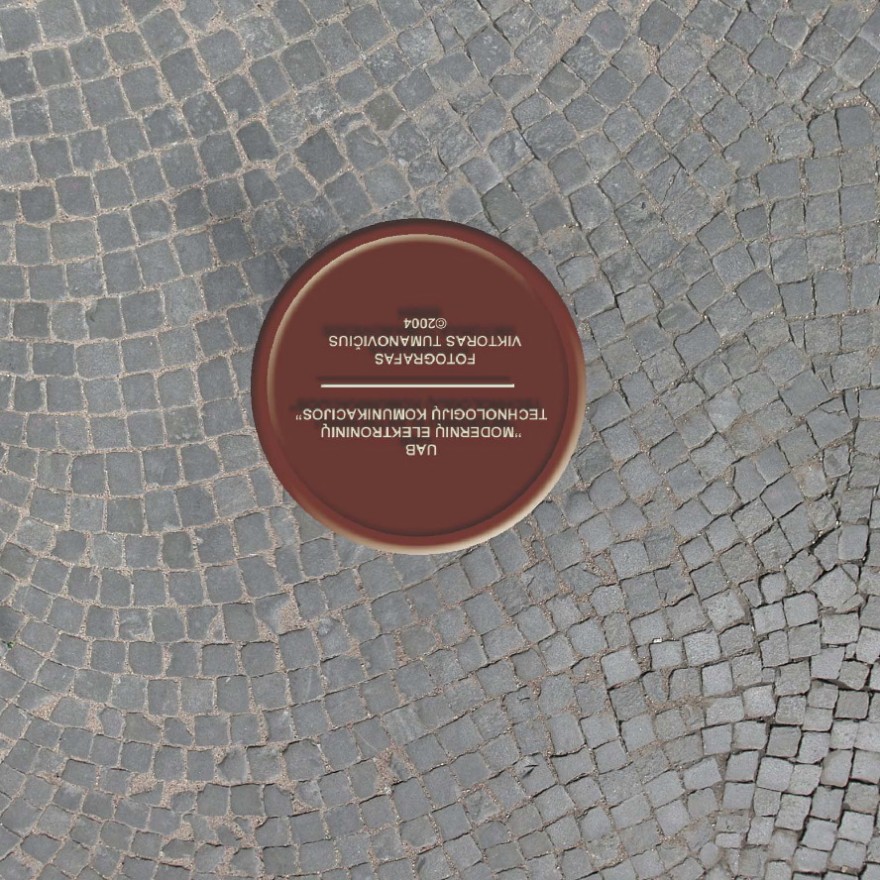 UAB
"MODERNIŲ ELEKTRONINIŲ
TECHNOLOGIJŲ KOMUNIKACIJOS"
FOTOGRAFAS
VIKTORAS TUMANOVIČIUS
©2004